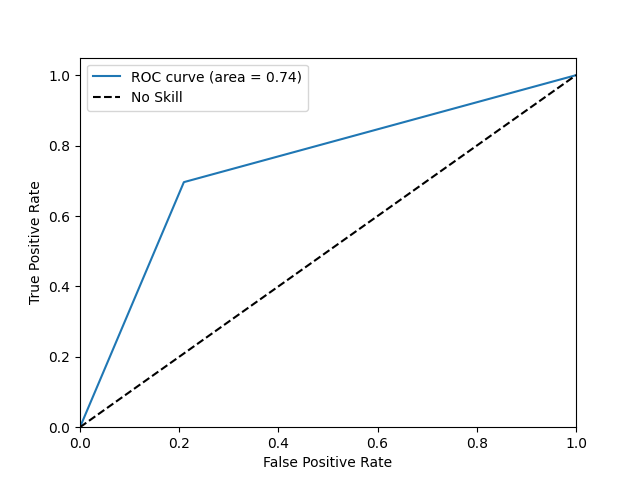 ROC curve (area = 0.74)
No Skill
1.0
0.8
0.6
0.4
0.2
0.0
True Positive Rate
0.0 0.2 0.4 0.6 0.8 1.0
False Positive Rate